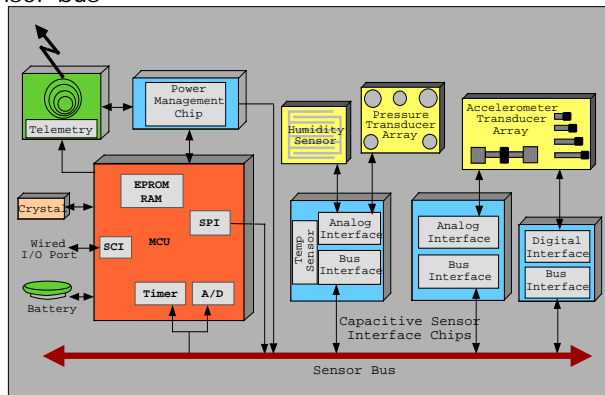 Power
Management
Chip
Telemetry
Humidity
Sensor
Pressure
Transducer
Array
Accelerometer
Transducer
Array
EPROM
RAM
Crystal
SPI
MCU
Wired
I/O Port
SCI
Battery
Timer
A/D
Temp
Sensor
Analog
Interface
Bus
Interface
Analog
Interface
Bus
Interface
Digital
Interface
Bus
Interface
Capacitive Sensor
Interface Chips
Sensor Bus